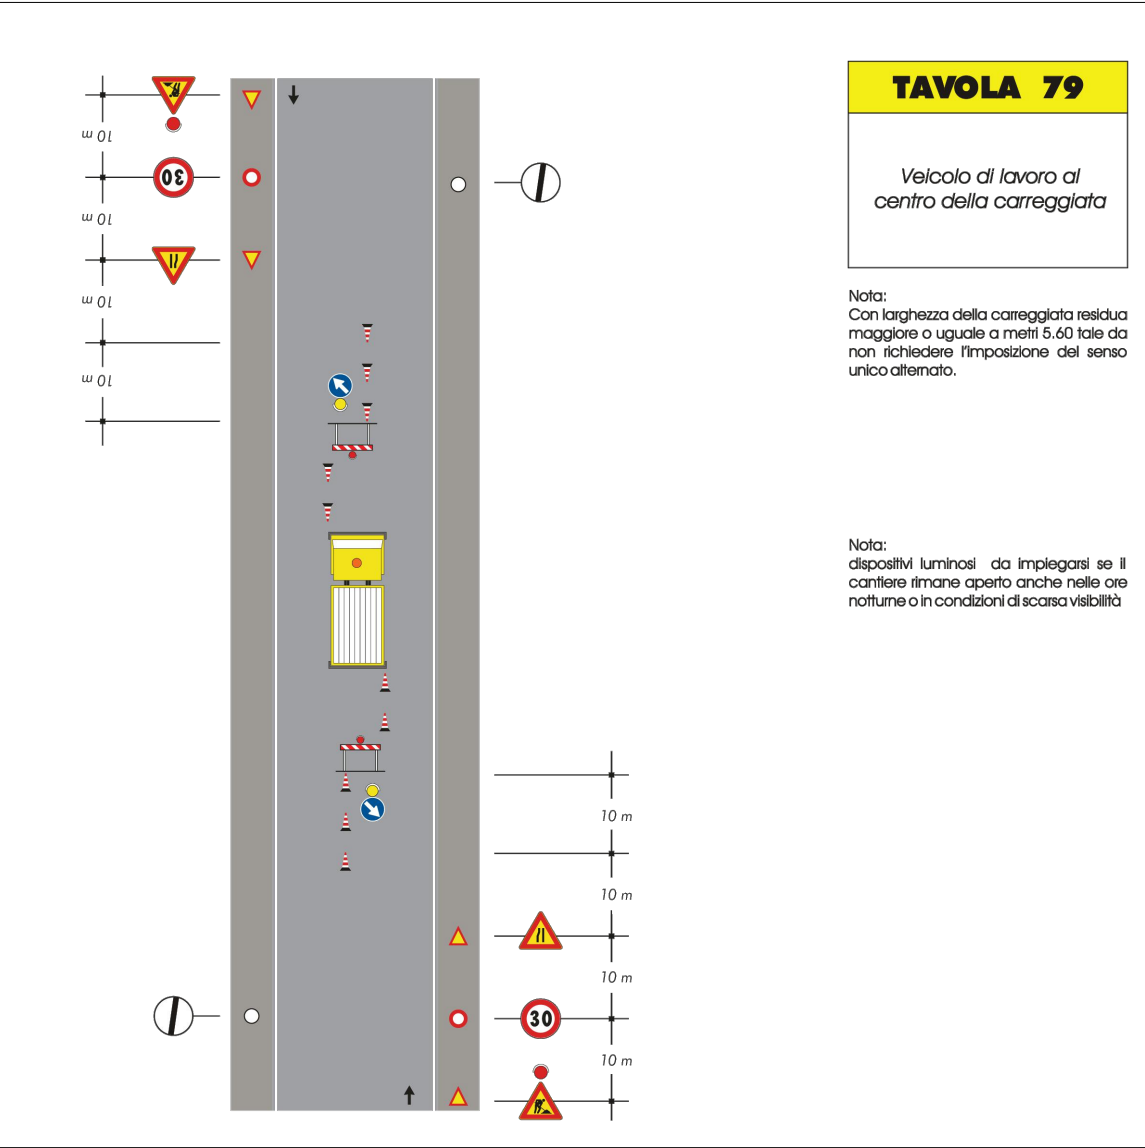 TAVOLA 79
Veicolo di lavoro al
centro della carreggiata
Nota:
Con larghezza della carreggiata residua
maggiore o uguale a metri 5.60 tale da
non richiedere l'imposizione del senso
unico alternato.
Nota:
dispositivi luminosi da impiegarsi se il
cantiere rimane aperto anche nelle ore
notturne o in condizioni di scarsa visibilità
10 m
30
10 m
10 m
10 m
10 m
10 m
10 m
30
10 m